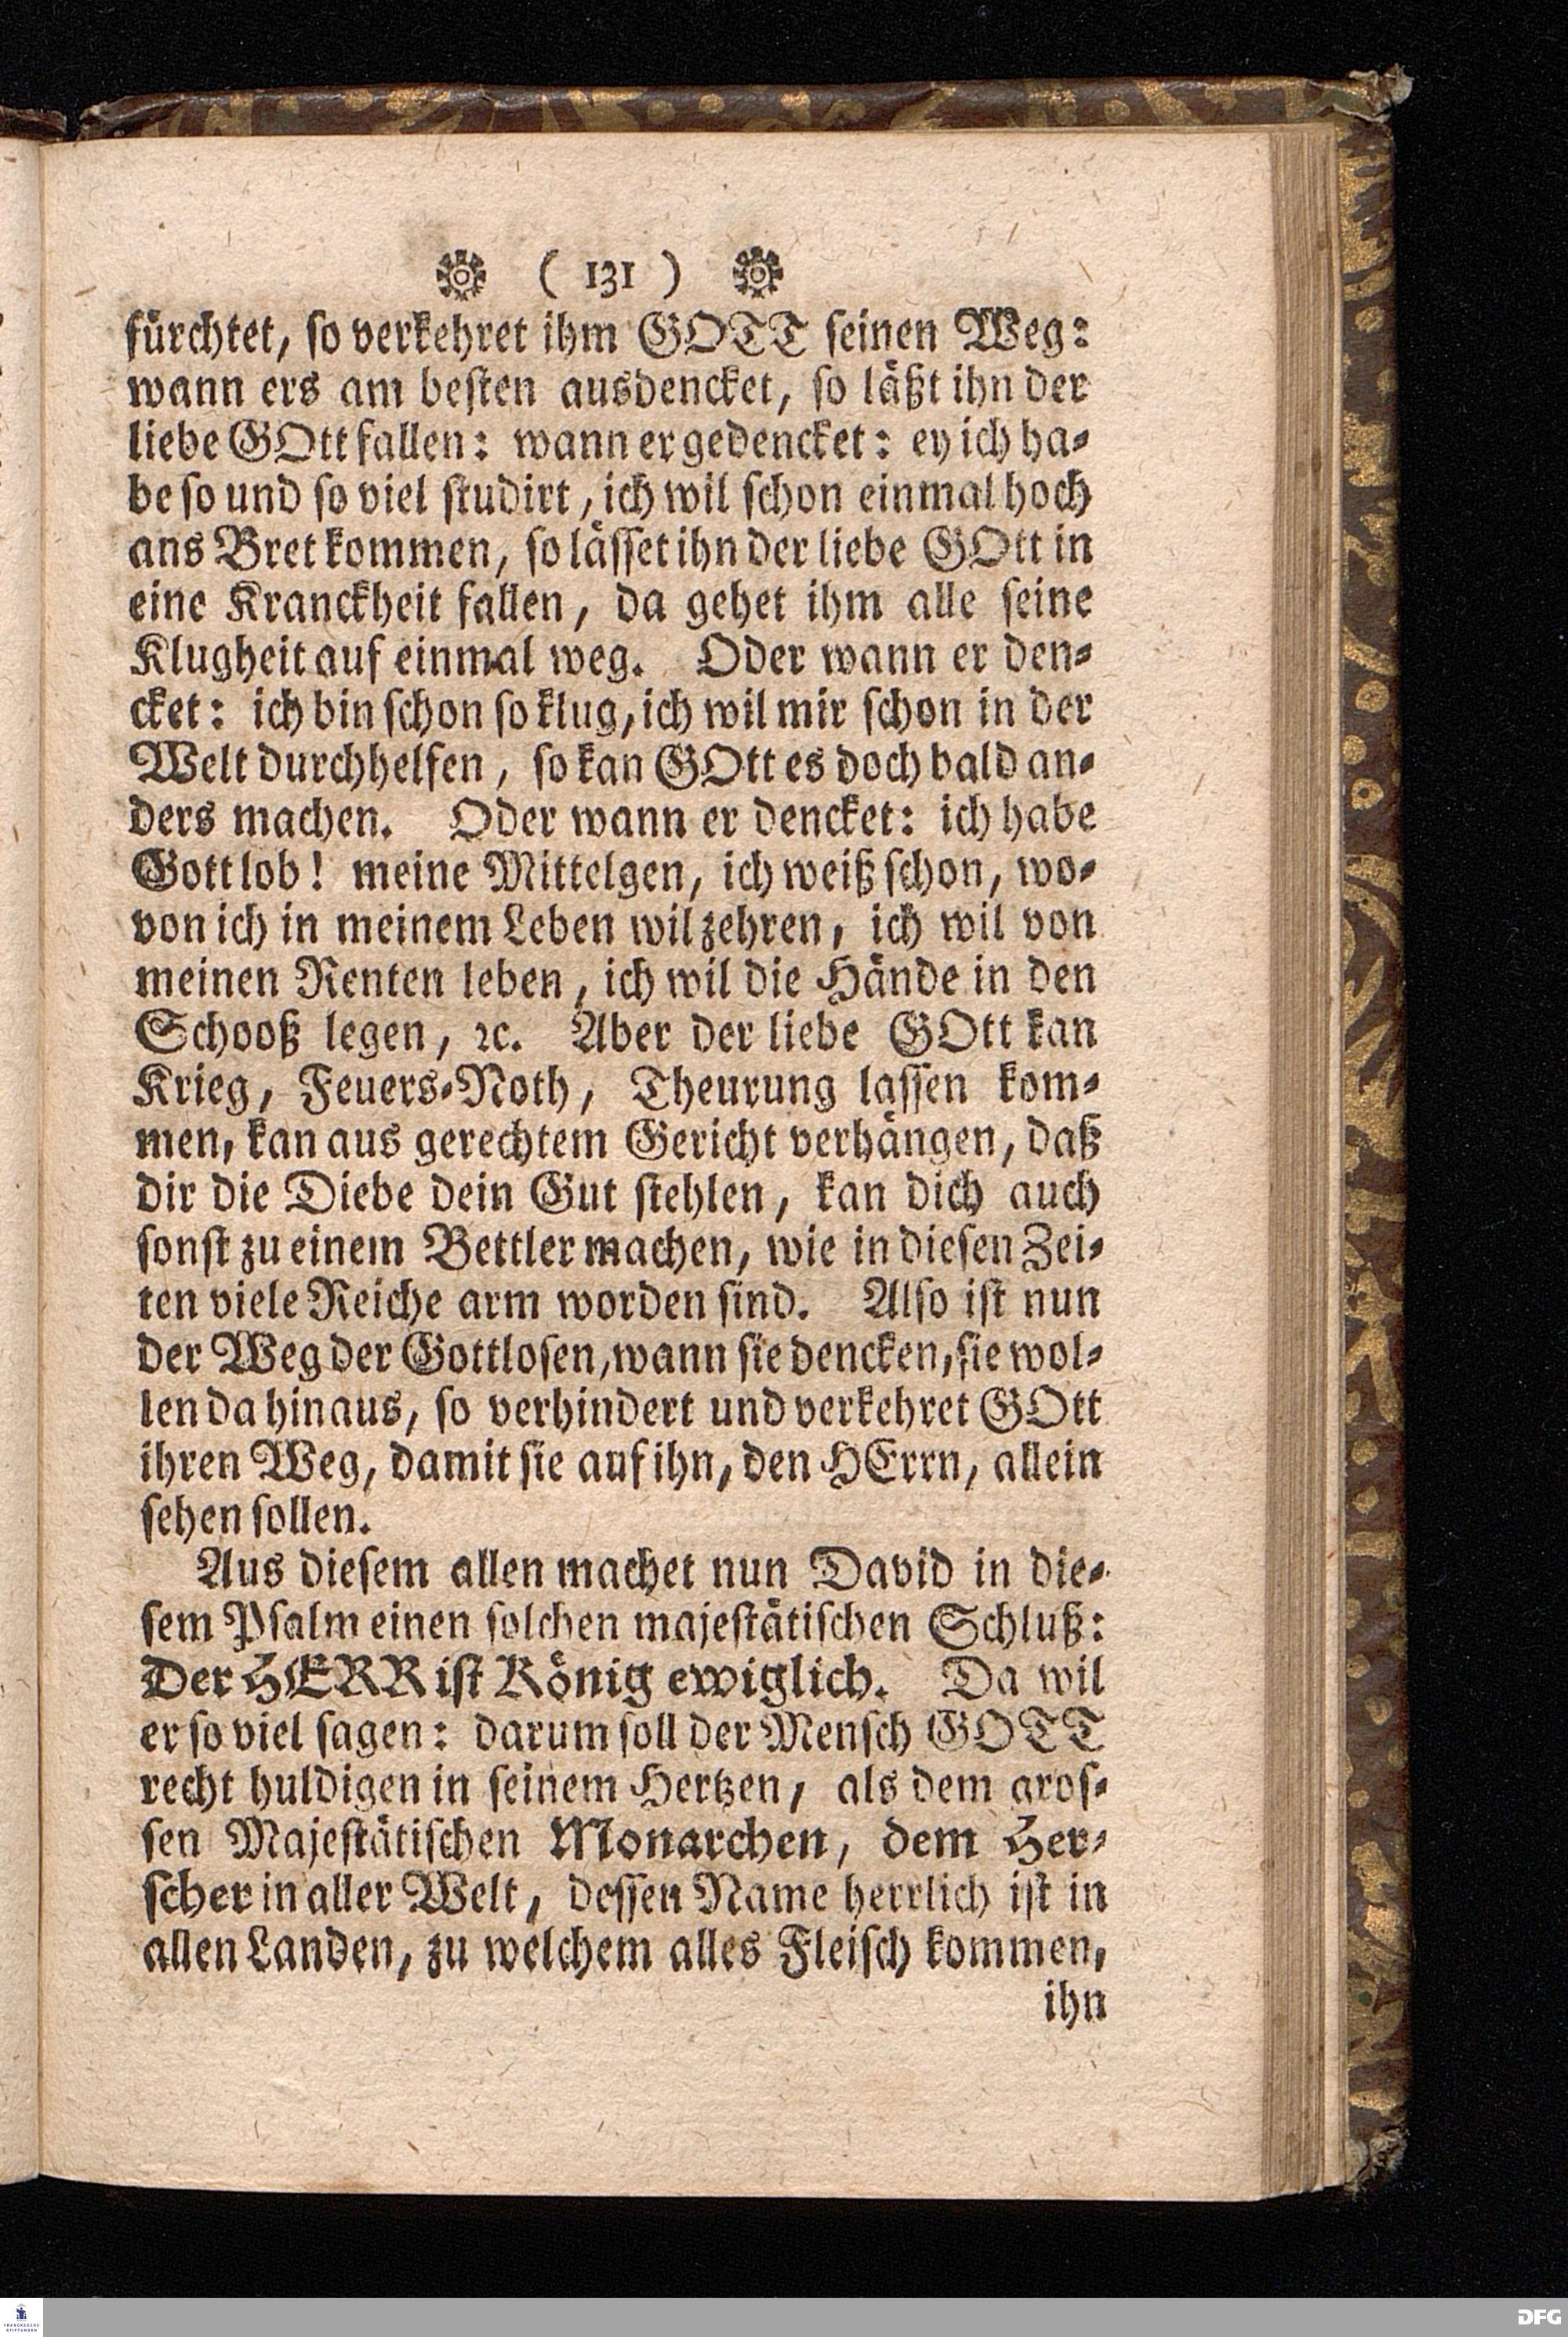 ( 131 )
fürchtet, so verkehret ihm GOTT seinen Weg:
wann ers am besten ausdencket, so läßt ihn der
liebe GOtt fallen: wann er gedencket: ey ich ha-
be so und so viel studirt, ich wil schon einmal hoch
ans Bret kommen, so lässet ihn der liebe GOtt in
eine Kranckheit fallen, da gehet ihm alle seine
Klugheit auf einmal weg. Oder wann er den-
cket: ich bin schon so klug, ich wil mir schon in der
Welt durchhelfen, so kan GOtt es doch bald an-
ders machen. Oder wann er dencket: ich habe
Gott lob! meine Mittelgen, ich weiß schon, wo-
von ich in meinem Leben wil zehren, ich wil von
meinen Renten leben, ich wil die Hände in den
Schooß legen, ꝛc. Aber der liebe GOtt kan
Krieg, Feuers-Noth, Theurung lassen kom-
men, kan aus gerechtem Gericht verhängen, daß
dir die Diebe dein Gut stehlen, kan dich auch
sonst zu einem Bettler machen, wie in diesen Zei-
ten viele Reiche arm worden sind. Also ist nun
der Weg der Gottlosen, wann sie dencken, sie wol-
len da hinaus, so verhindert und verkehret GOtt
ihren Weg, damit sie auf ihn, den HErrn, allein
sehen sollen.
Aus diesem allen machet nun David in die-
sem Psalm einen solchen majestätischen Schluß:
Der HERR ist König ewiglich. Da wil
er so viel sagen: darum soll der Mensch GOTT
recht huldigen in seinem Hertzen, als dem gros-
sen Majestätischen Monarchen, dem Her-
scher in aller Welt, dessen Name herrlich ist in
allen Landen, zu welchem alles Fleisch kommen,
ihn
FRANCKESCHE
STIFTUNGEN
DFG